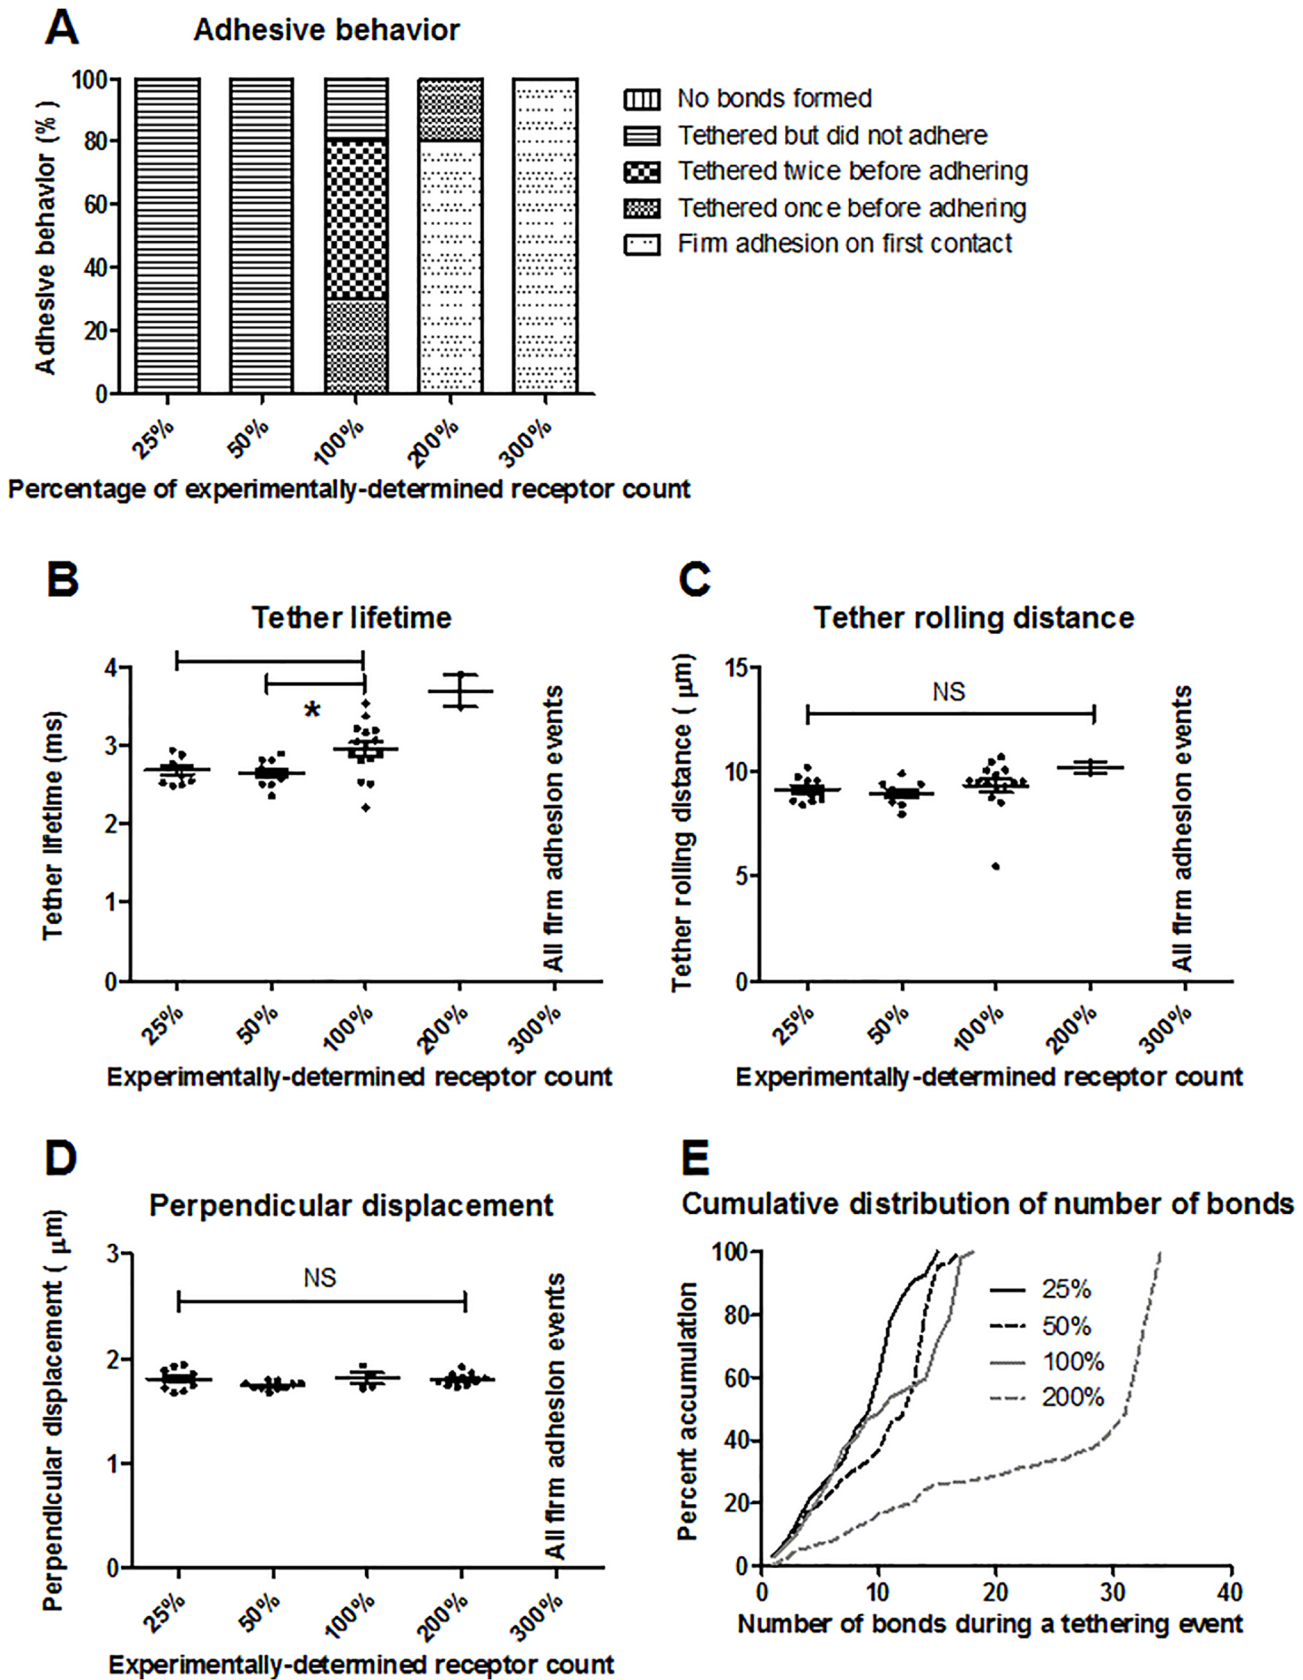 A
Adhesive behavior
Adhesive behavior (%)
100
80
60
40
20
0
25%
50%
100%
200%
300%
Percentage of experimentally-determined receptor count
No bonds formed
Tethered but did not adhere
Tethered twice before adhering
Tethered once before adhering
Firm adhesion on first contact
B
Tether lifetime
Tether lifetime (ms)
4
3
2
1
0
*
All firm adhesion events
25%
50%
100%
200%
300%
Experimentally-determined receptor count
C
Tether rolling distance
Tether rolling distance ( µm)
15
10
5
0
NS
All firm adhesion events
25%
50%
100%
200%
300%
Experimentally-determined receptor count
D
Perpendicular displacement
Perpendicular displacement ( µm)
3
2
1
0
NS
All firm adhesion events
25%
50%
100%
200%
300%
Experimentally-determined receptor count
E
Cumulative distribution of number of bonds
Percent accumulation
100
80
60
40
20
0
25%
50%
100%
200%
0
10
20
30
40
Number of bonds during a tethering event